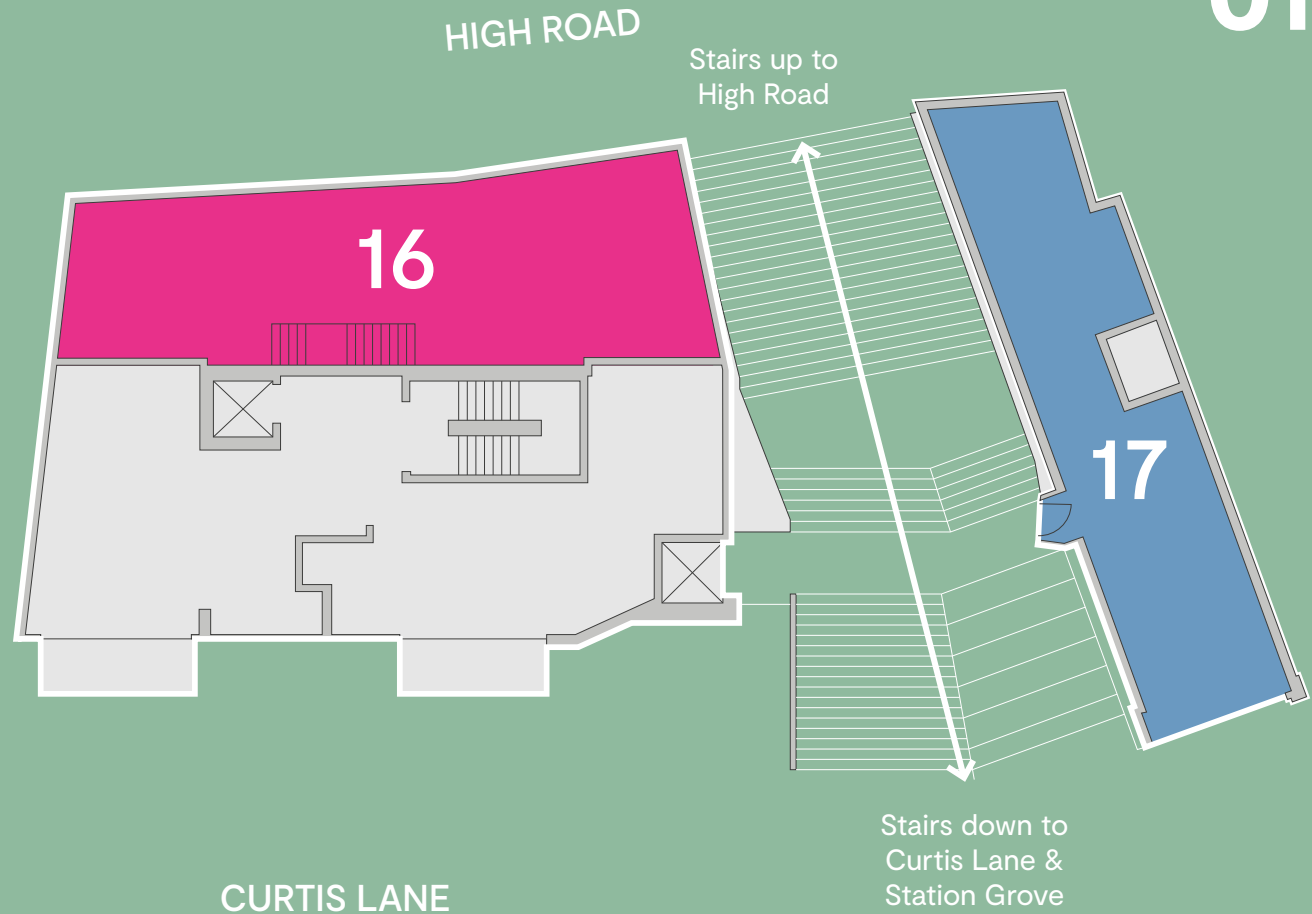 HIGH ROAD
Stairs up to
High Road
16
17
Stairs down to
Curtis Lane &
Station Grove
CURTIS LANE